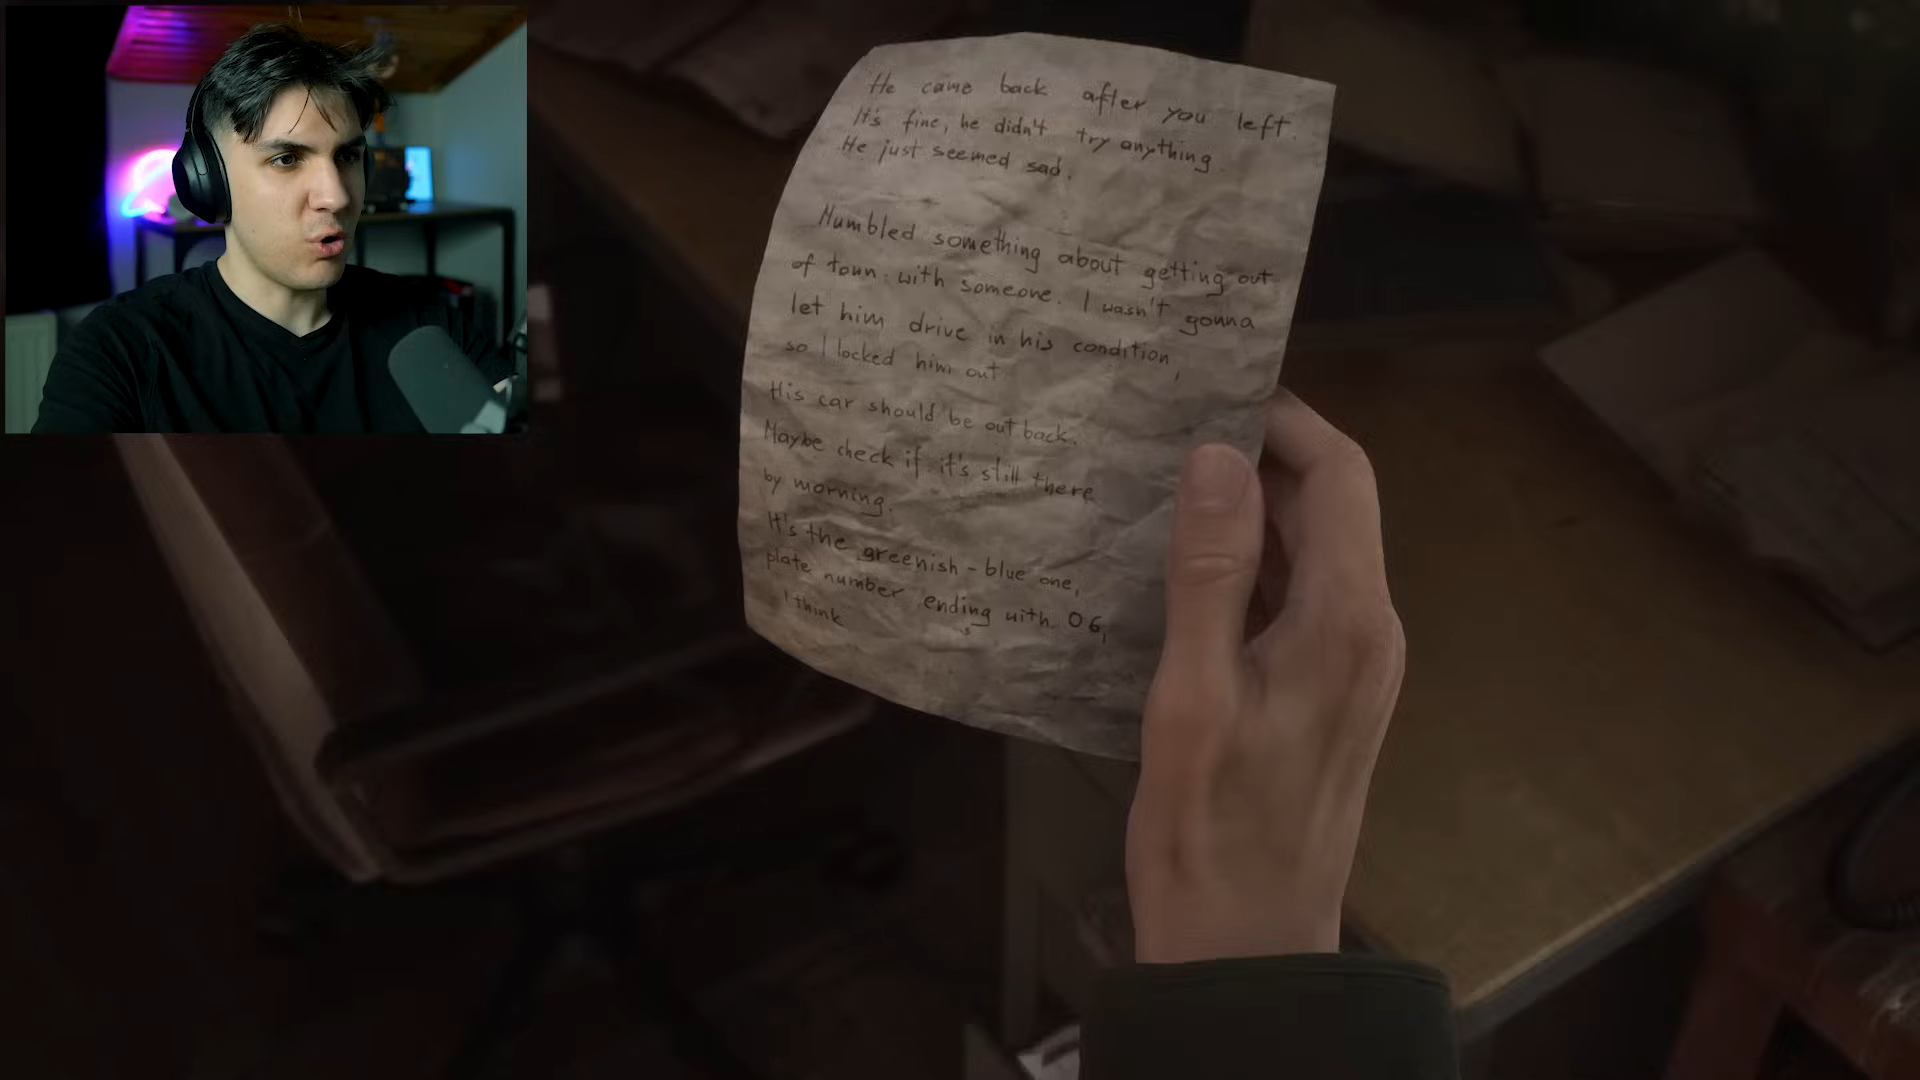 He came back after you left.
It's fine, he didn't try anything.
He just seemed sad.
Mumbled something about getting out
of town with someone. I wasn't gonna
let him drive in his condition,
so I locked him out.
His car should be out back.
Maybe check if it's still there
by morning.
It's the greenish-blue one,
plate number ending with 06,
I think